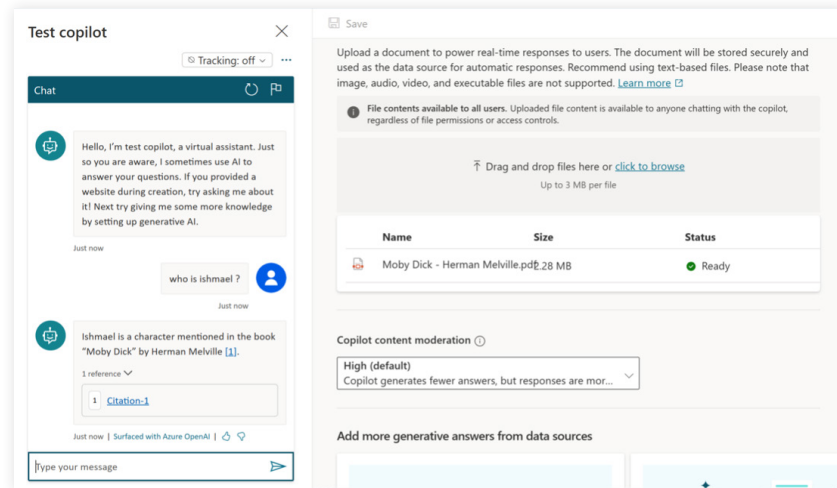 Test copilot
Tracking: off
Chat
Hello, I'm test copilot, a virtual assistant. Just
so you are aware, I sometimes use AI to
answer your questions. If you provided a
website during creation, try asking me about
it! Next try giving me some more knowledge
by setting up generative AI.
Just now
who is ishmael ?
Just now
Ishmael is a character mentioned in the book
"Moby Dick" by Herman Melville [1].
1 reference
1 Citation-1
Just now | Surfaced with Azure OpenAI |
Type your message
Save
Upload a document to power real-time responses to users. The document will be stored securely and
used as the data source for automatic responses. Recommend using text-based files. Please note that
image, audio, video, and executable files are not supported. Learn more
File contents available to all users. Uploaded file content is available to anyone chatting with the copilot,
regardless of file permissions or access controls.
Drag and drop files here or click to browse
Up to 3 MB per file
Name Size Status
Moby Dick - Herman Melville.pdf 2.28 MB Ready
Copilot content moderation
High (default)
Copilot generates fewer answers, but responses are mor...
Add more generative answers from data sources